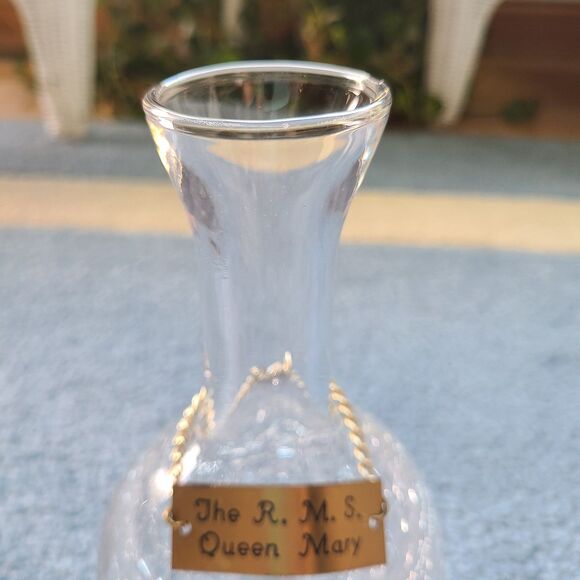 The R. M. S.
Queen Mary